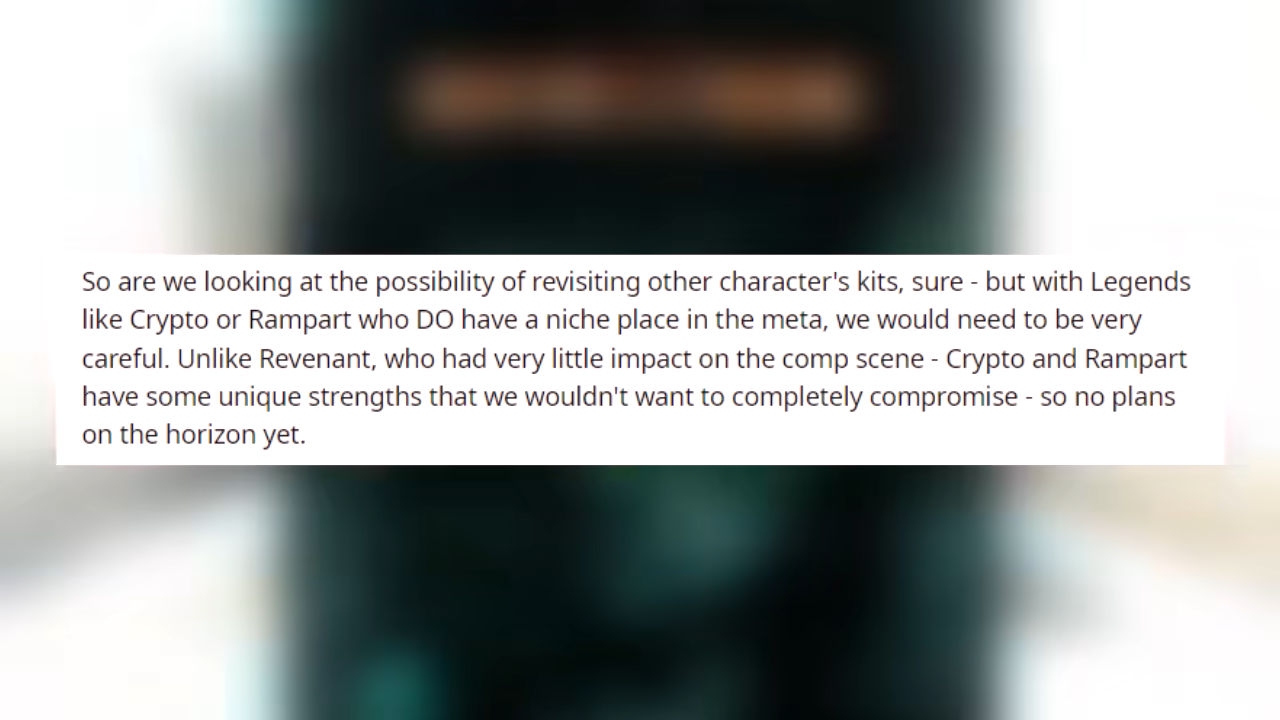 So are we looking at the possibility of revisiting other character's kits, sure - but with Legends
like Crypto or Rampart who DO have a niche place in the meta, we would need to be very
careful. Unlike Revenant, who had very little impact on the comp scene - Crypto and Rampart
have some unique strengths that we wouldn't want to completely compromise - so no plans
on the horizon yet.